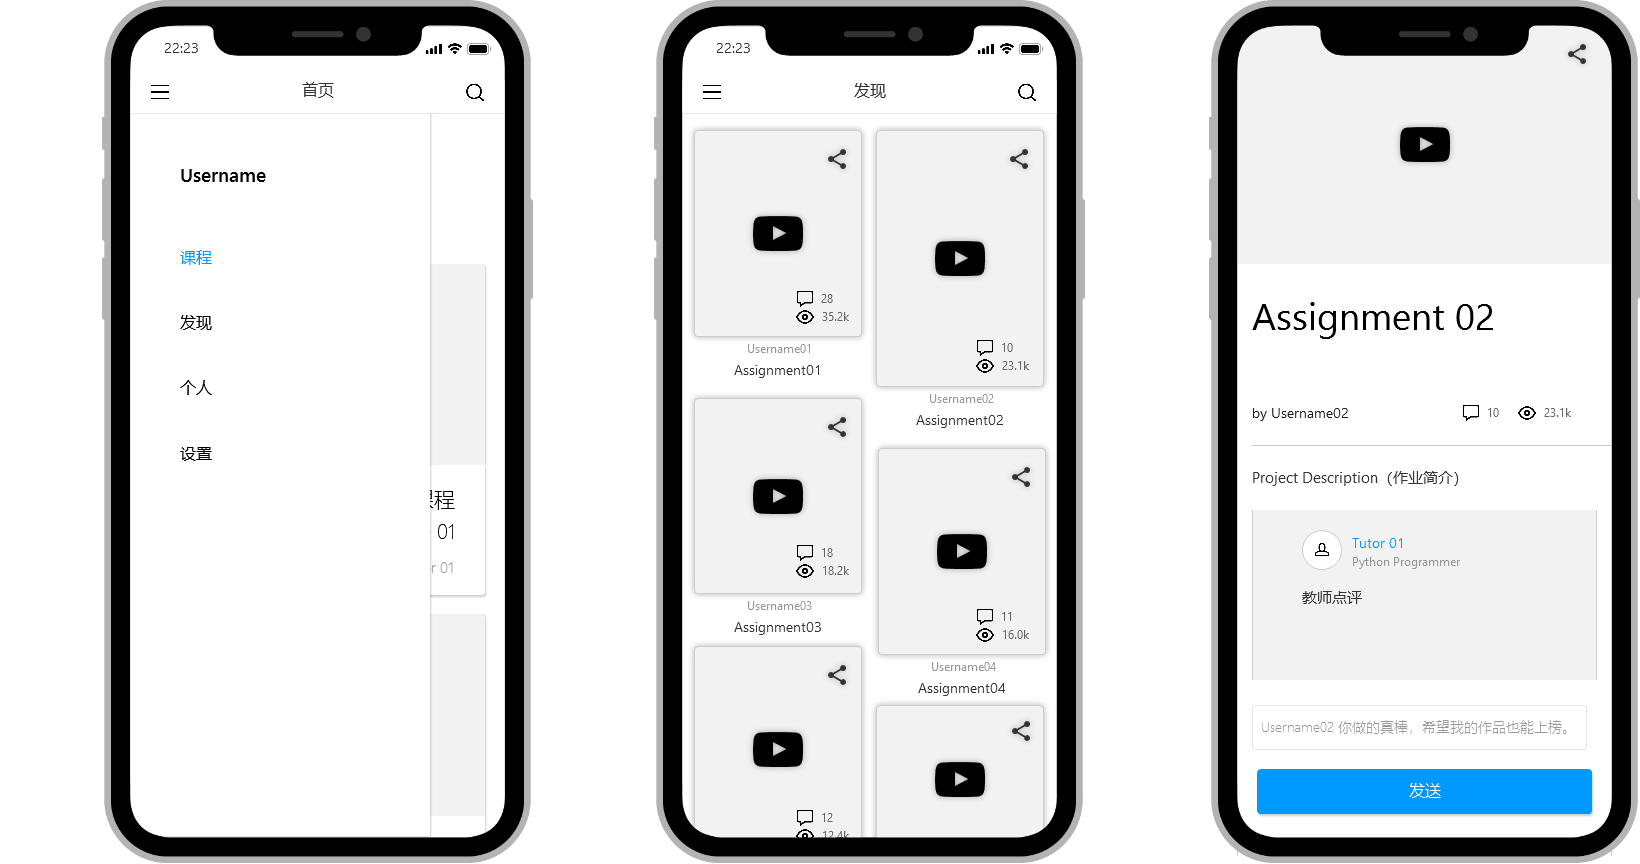 22:23
首页
Username
课程
发现
个人
设置
课程
01
r 01
22:23
发现
28
35.2k
Username01
Assignment01
10
23.1k
Username02
Assignment02
18
18.2k
Username03
Assignment03
11
16.0k
Username04
Assignment04
12
12.4k
Assignment 02
by Username02
10
23.1k
Project Description（作业简介）
Tutor 01
Python Programmer
教师点评
Username02 你做的真棒，希望我的作品也能上榜。
发送